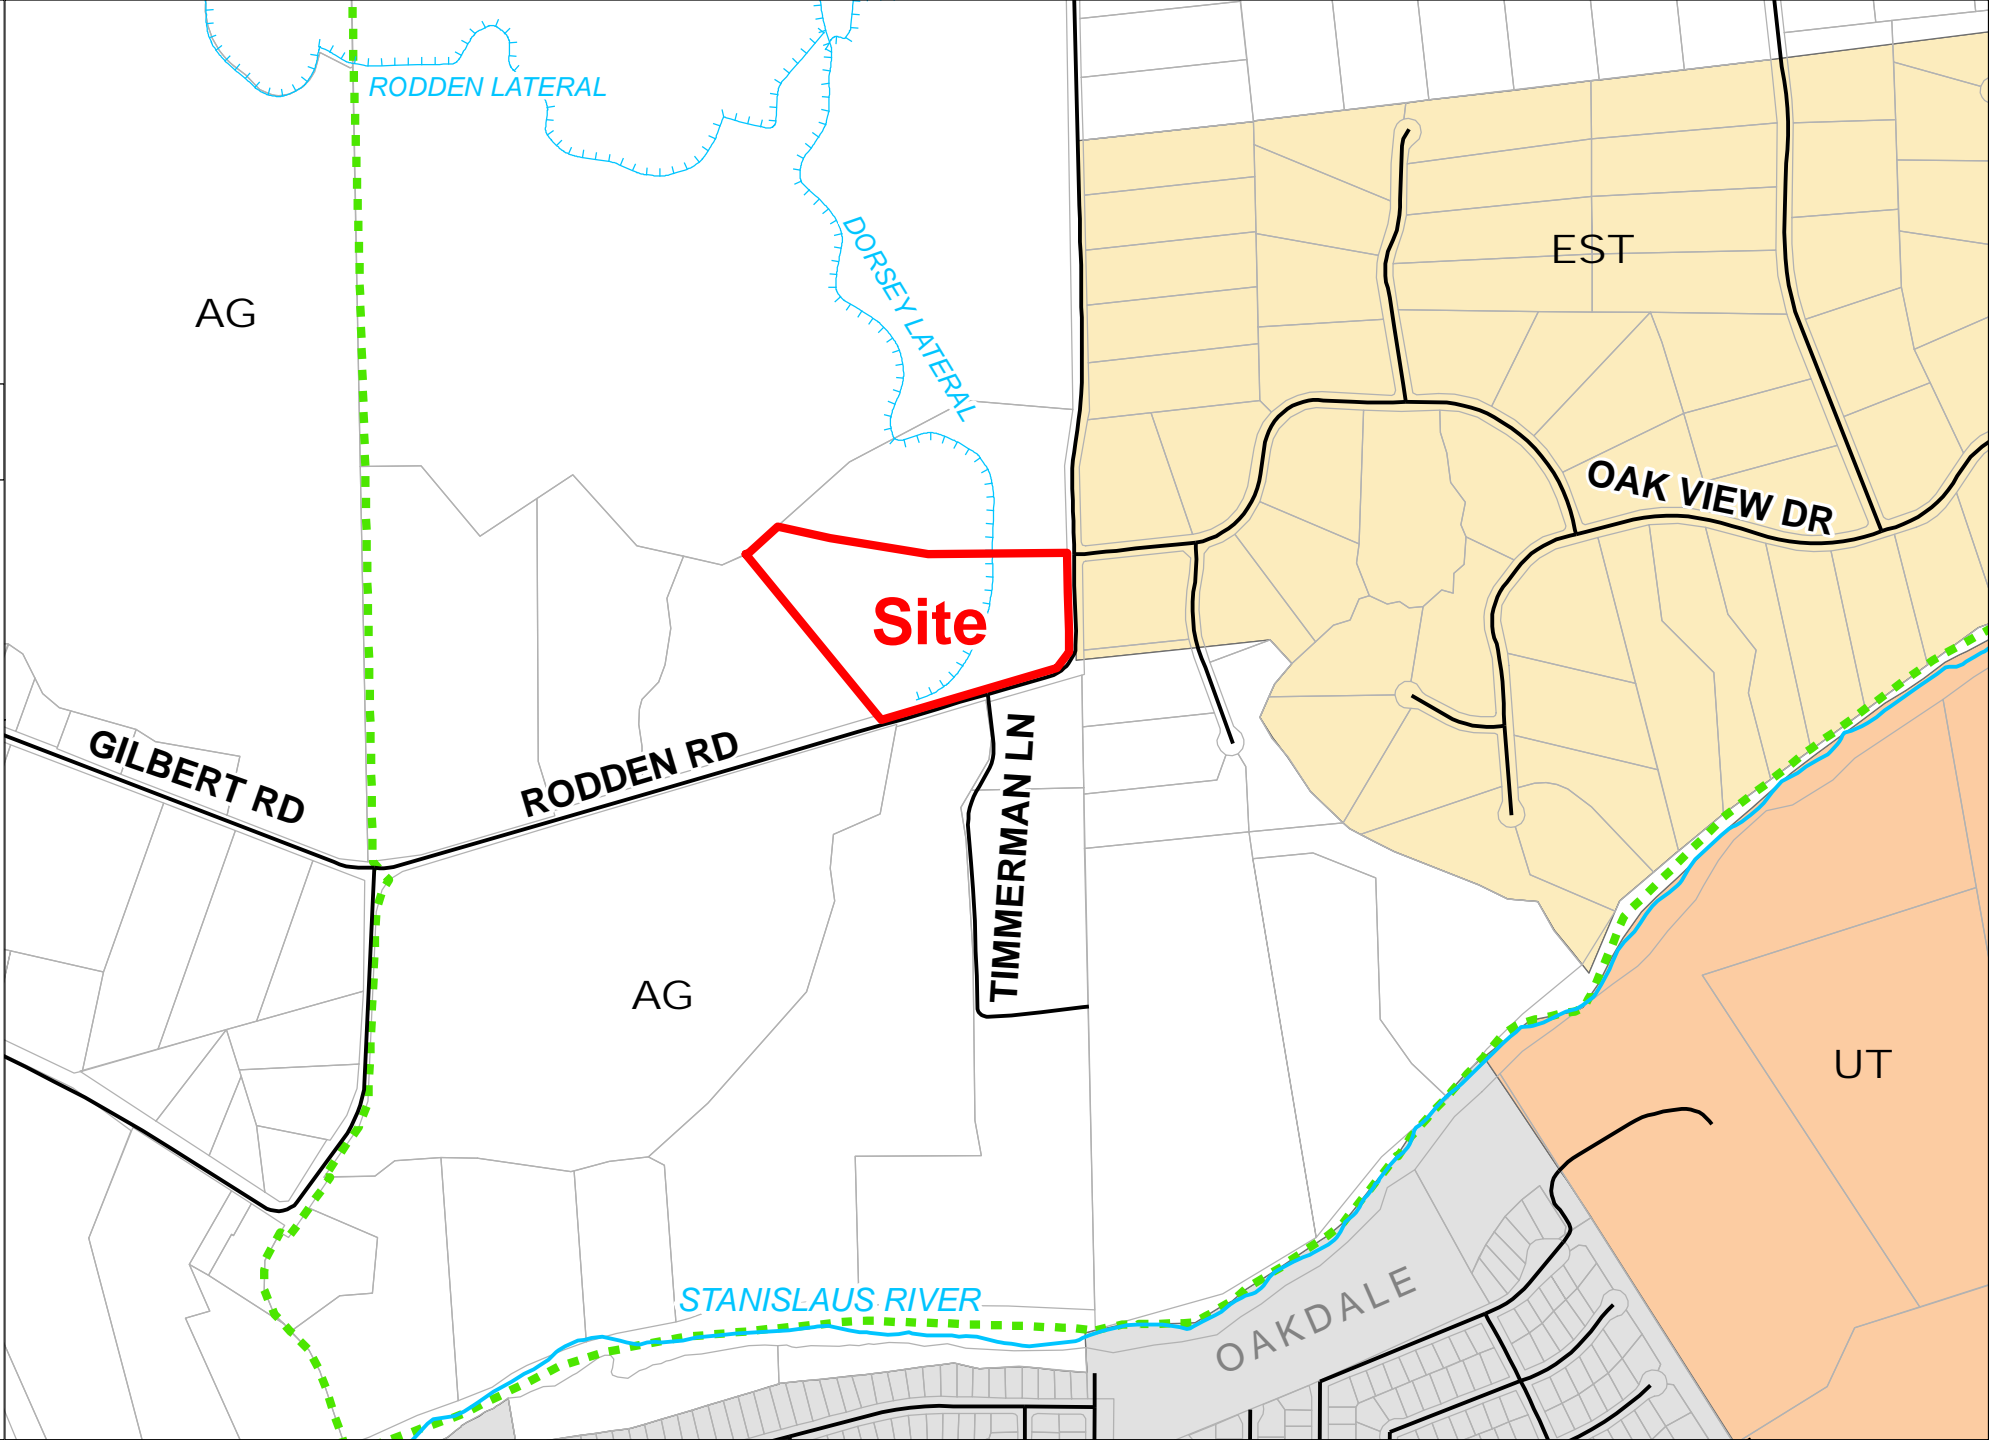 RODDEN LATERAL
DORSEY LATERAL
EST
AG
OAK VIEW DR
Site
GILBERT RD
RODDEN RD
TIMMERMAN LN
AG
UT
STANISLAUS RIVER
OAKDALE